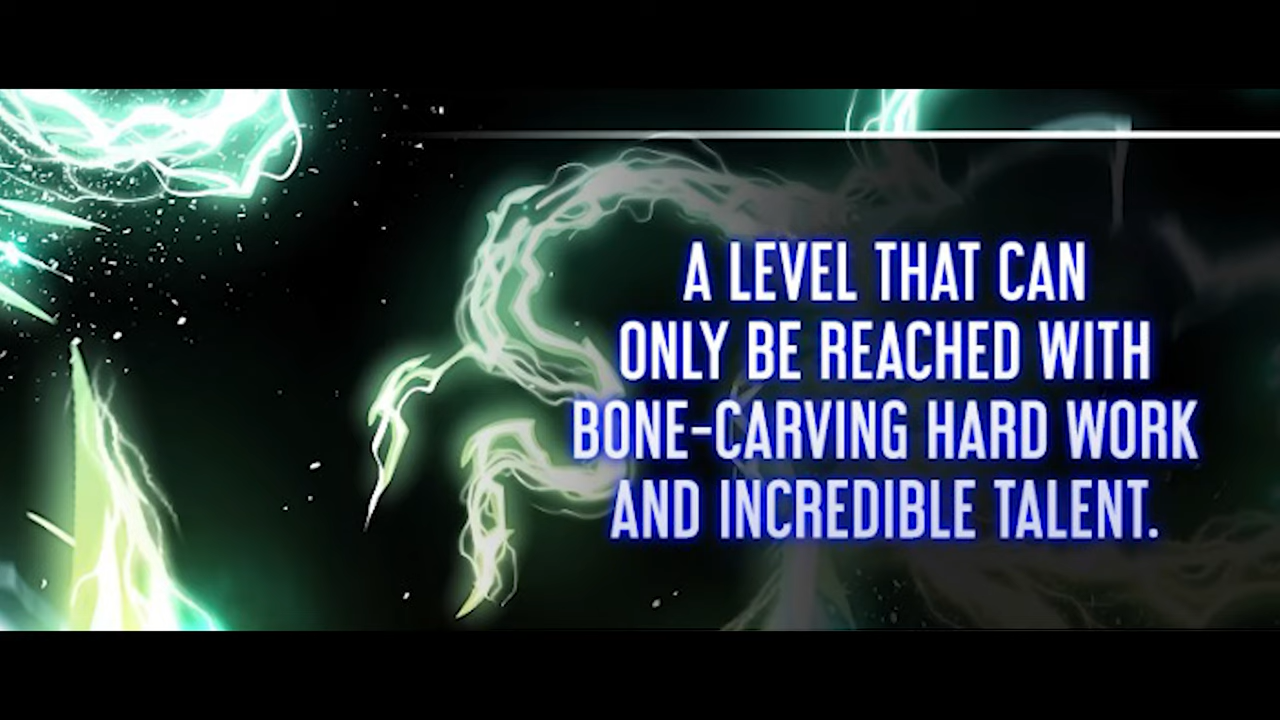 A LEVEL THAT CAN
ONLY BE REACHED WITH
BONE-CARVING HARD WORK
AND INCREDIBLE TALENT.